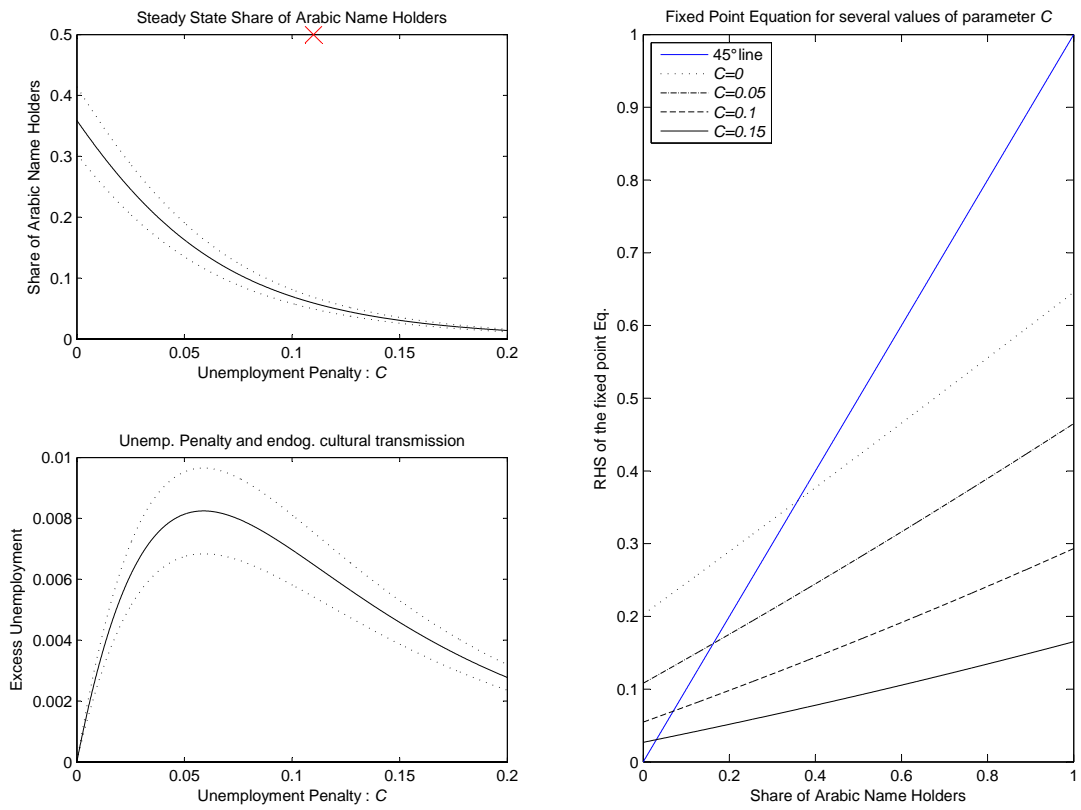 Steady State Share of Arabic Name Holders
0.5
0.4
0.3
0.2
0.1
0
Share of Arabic Name Holders
0 0.05 0.1 0.15 0.2
Unemployment Penalty : C
Unemp. Penalty and endog. cultural transmission
0.01
0.008
0.006
0.004
0.002
0
Excess Unemployment
0 0.05 0.1 0.15 0.2
Unemployment Penalty : C
Fixed Point Equation for several values of parameter C
45° line
C=0
C=0.05
C=0.1
C=0.15
1
0.9
0.8
0.7
0.6
0.5
0.4
0.3
0.2
0.1
0
RHS of the fixed point Eq.
0 0.2 0.4 0.6 0.8 1
Share of Arabic Name Holders